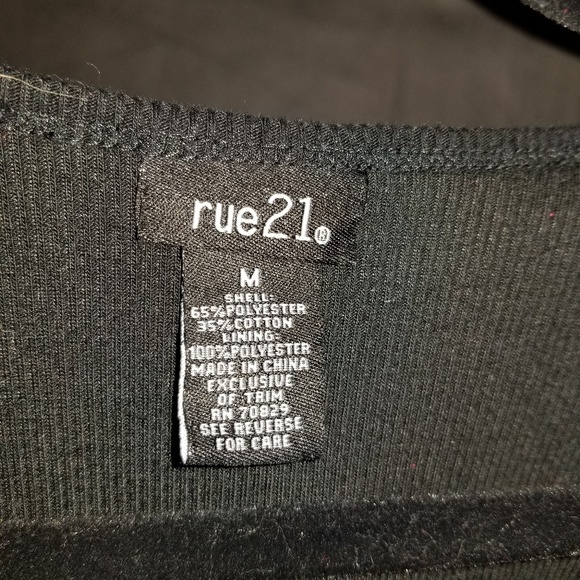 rue21®
M
SHELL:
65%POLYESTER
35%COTTON
LINING:
100%POLYESTER
MADE IN CHINA
EXCLUSIVE
OF TRIM
RN 70829
SEE REVERSE
FOR CARE